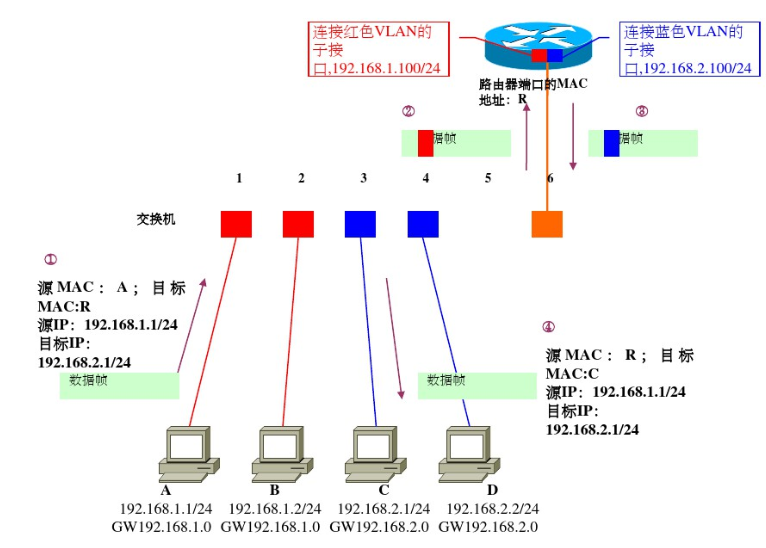 连接红色VLAN的
子接
口,192.168.1.100/24
连接蓝色VLAN的
子接
口,192.168.2.100/24
路由器端口的MAC
地址：R
②
③
据帧
据帧
1 2 3 4 5 6
交换机
①
源 MAC： A ；目标
MAC:R
源IP：192.168.1.1/24
目标IP：
192.168.2.1/24
数据帧
④
源 MAC： R ；目标
MAC:C
源IP：192.168.1.1/24
目标IP：
192.168.2.1/24
数据帧
A B C D
192.168.1.1/24 192.168.1.2/24 192.168.2.1/24 192.168.2.2/24
GW192.168.1.0 GW192.168.1.0 GW192.168.2.0 GW192.168.2.0